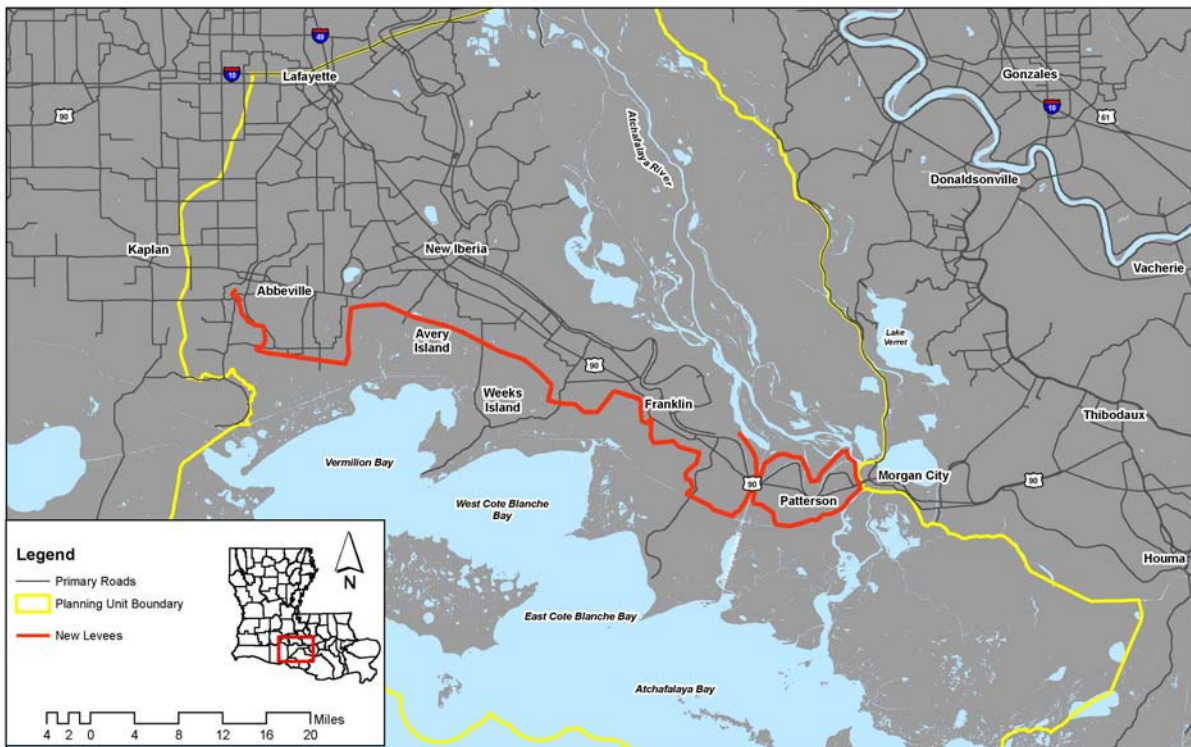 49
10
Lafayette
Gonzales
10
90
61
Atchafalaya River
Donaldsonville
Kaplan
New Iberia
Vacherie
Abbeville
Avery
Island
Lake
Verret
90
Weeks
Island
Franklin
Thibodaux
Vermilion Bay
Morgan City
90
90
Patterson
West Cote Blanche
Bay
Houma
East Cote Blanche Bay
Atchafalaya Bay
Legend
Primary Roads
Planning Unit Boundary
New Levees
N
Miles
4 2 0 4 8 12 16 20